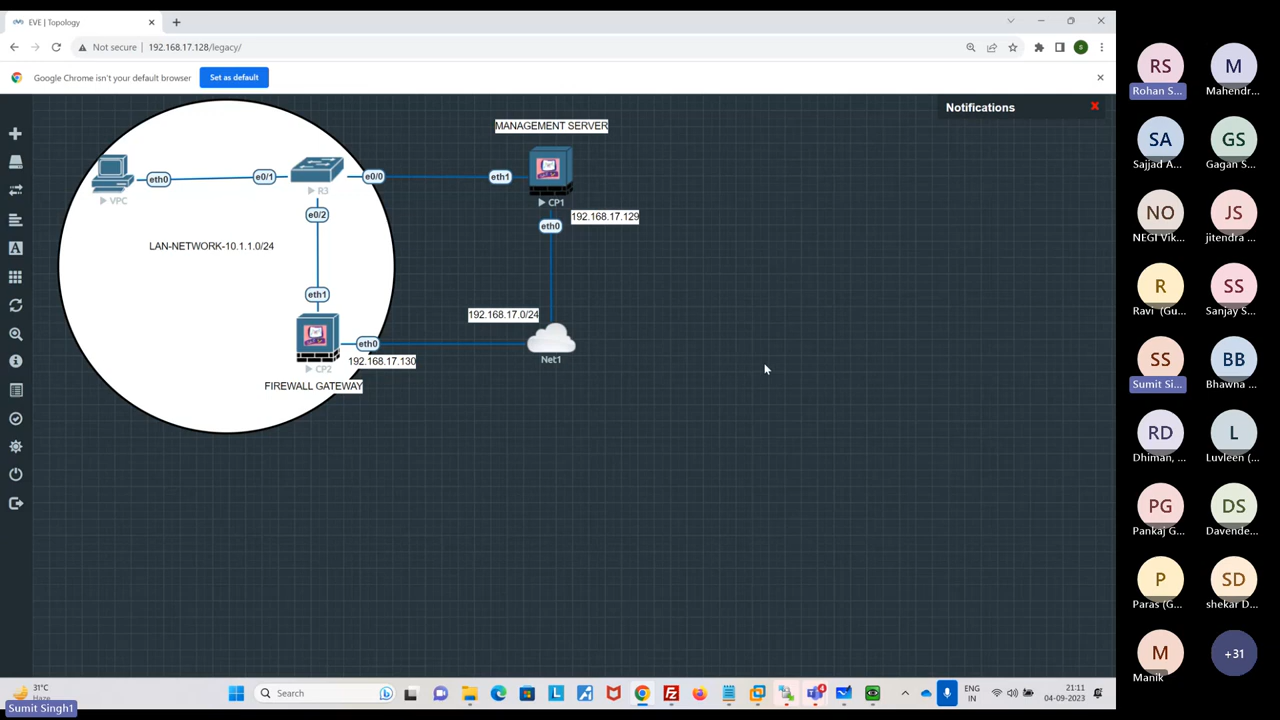 EVE | Topology
Not secure
192.168.17.128/legacy/
S
Google Chrome isn't your default browser
Set as default
Notifications
MANAGEMENT SERVER
VPC
eth0
e0/1
R3
e0/0
eth1
CP1
192.168.17.129
eth0
e0/2
LAN-NETWORK-10.1.1.0/24
eth1
192.168.17.0/24
Net1
CP2
eth0
192.168.17.130
FIREWALL GATEWAY
RS
Rohan S...
M
Mahendr...
SA
Sajjad A...
GS
Gagan S...
NO
NEGI Vik...
JS
jitendra ...
R
Ravi (Gu...
SS
Sanjay S...
SS
Sumit Si...
BB
Bhawna ...
RD
Dhiman, ...
L
Luvleen (...
PG
Pankaj G...
DS
Davende...
P
Paras (G...
SD
shekar D...
M
Manik
+31
31°C
Haze
Search
4
ENG
IN
21:11
04-09-2023
Sumit Singh1